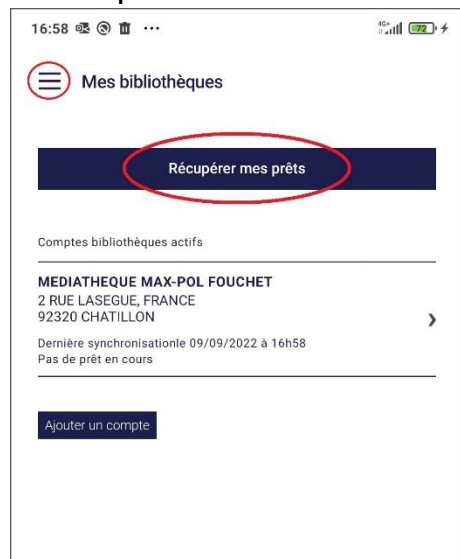 16:58
4G+
72
Mes bibliothèques
Récupérer mes prêts
Comptes bibliothèques actifs
MEDIATHEQUE MAX-POL FOUCHET
2 RUE LASEGUE, FRANCE
92320 CHATILLON
Dernière synchronisationle 09/09/2022 à 16h58
Pas de prêt en cours
Ajouter un compte